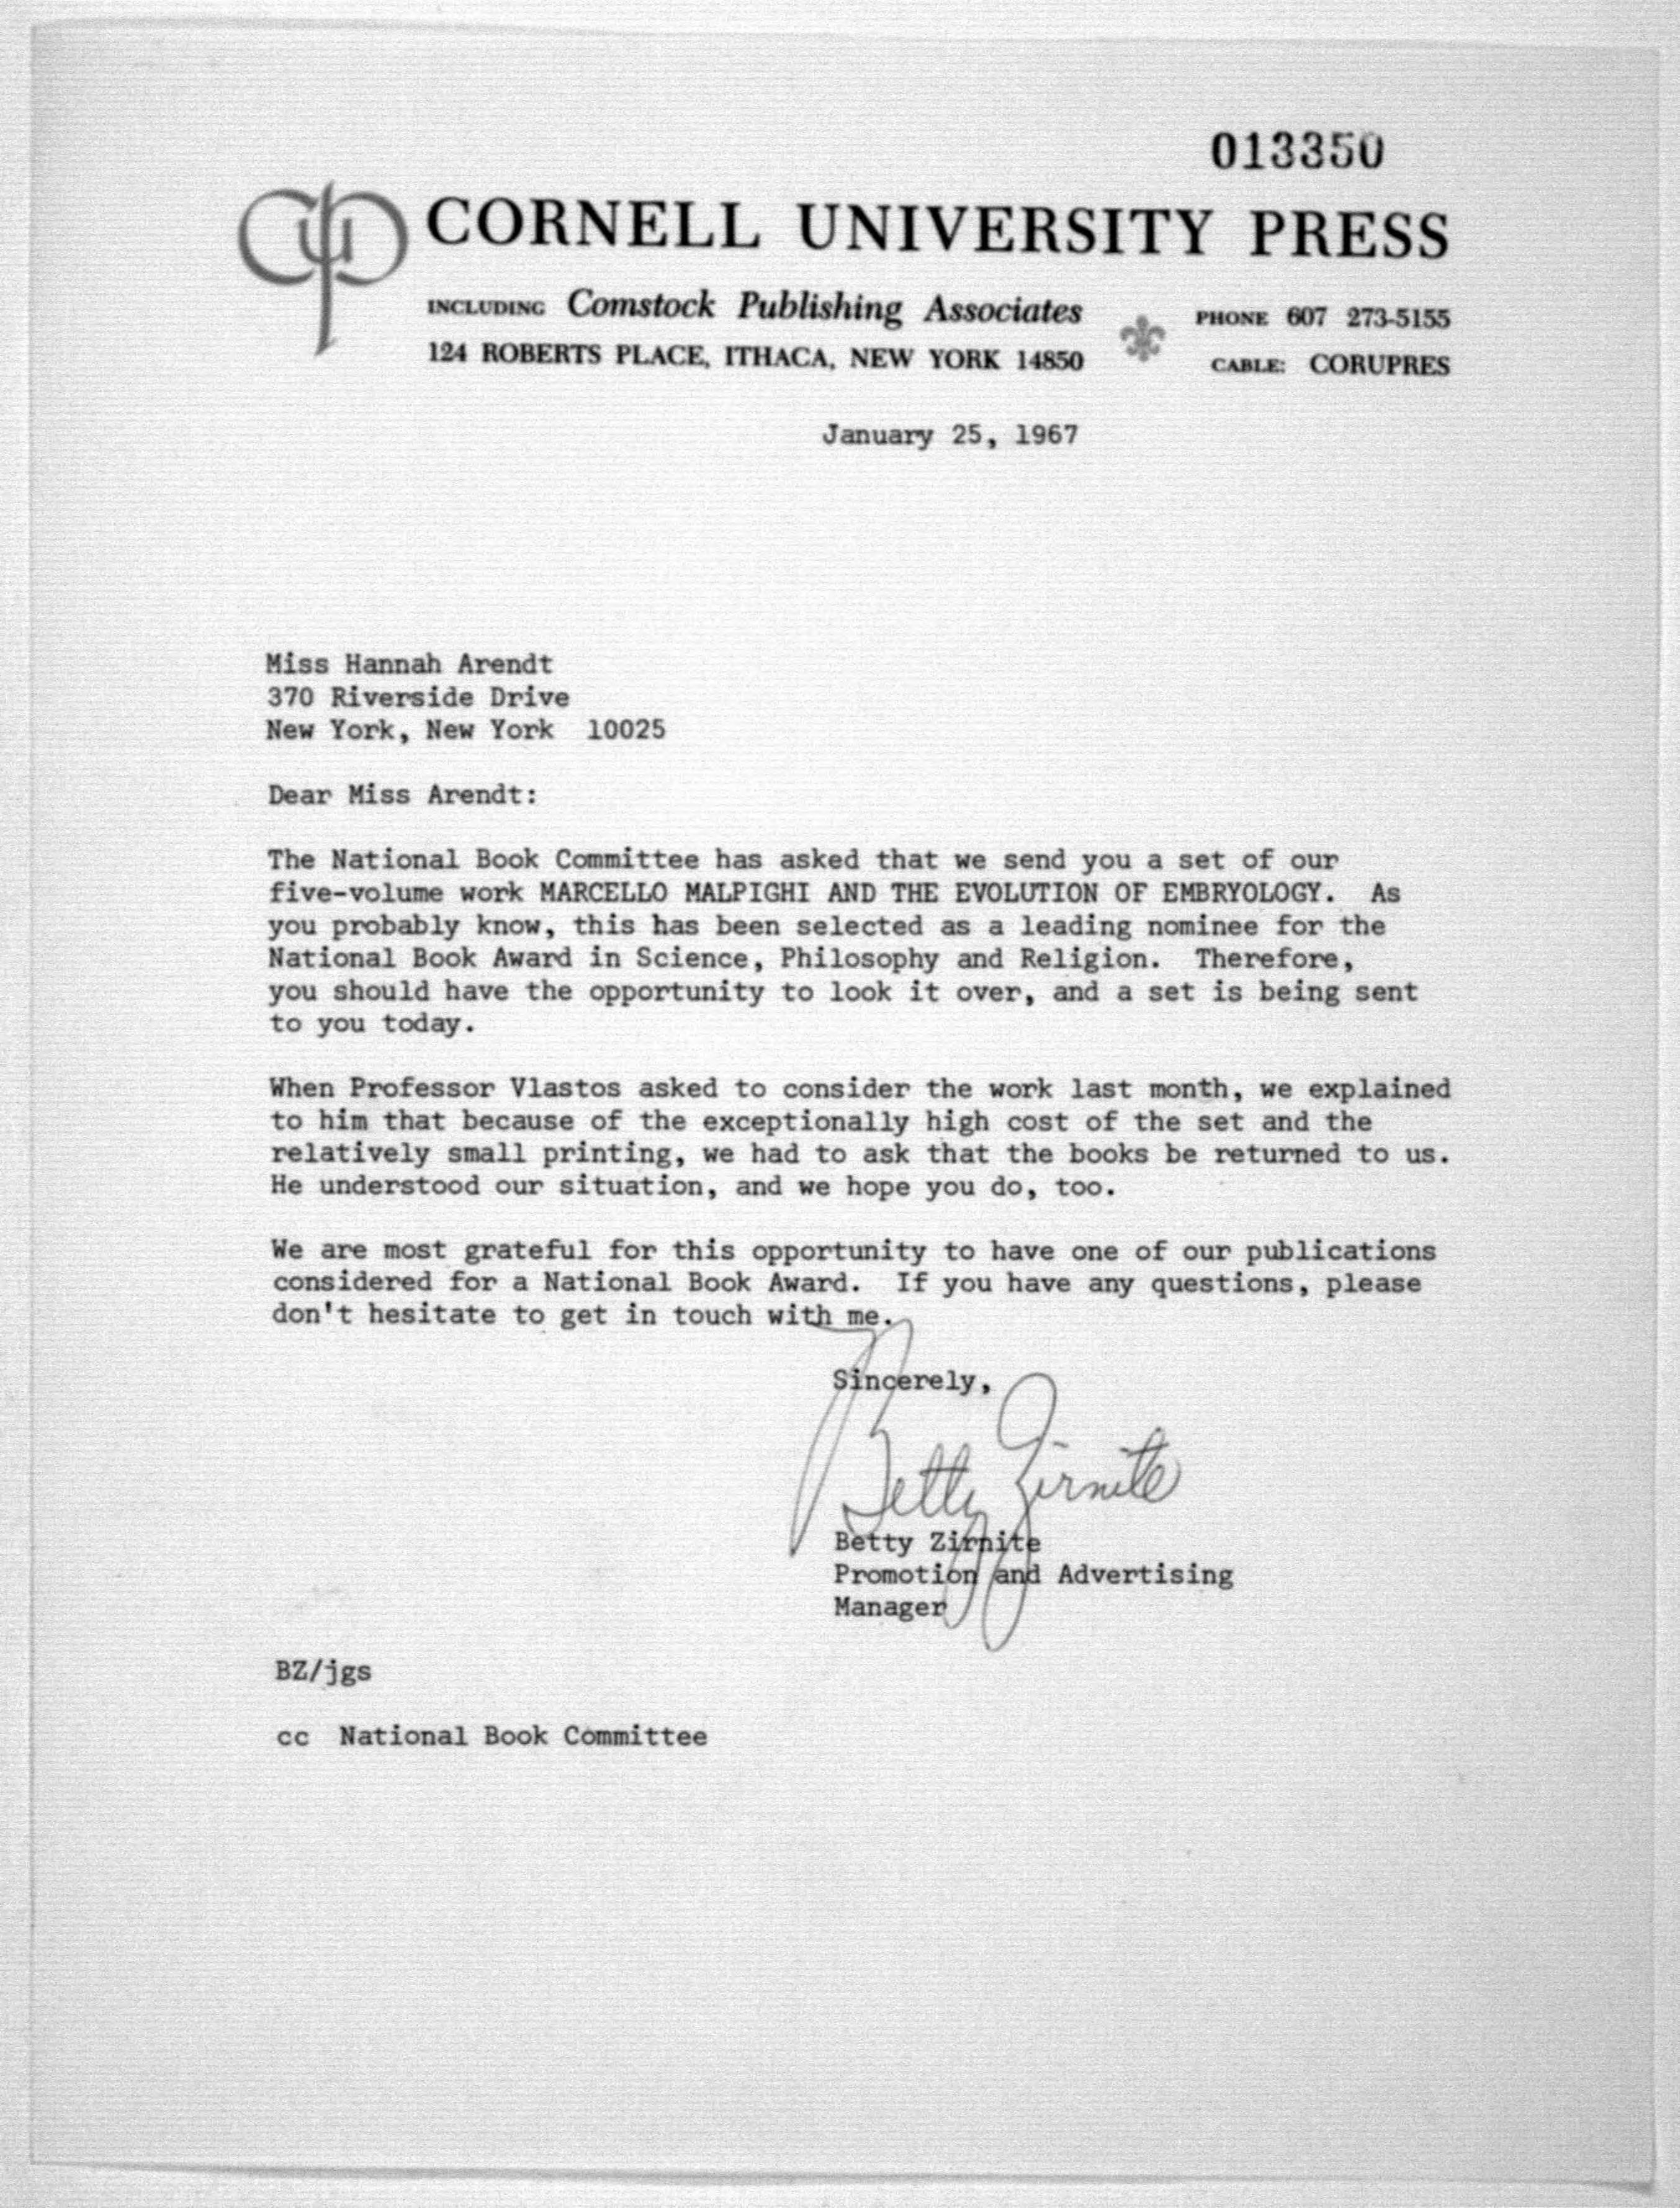 013350
cup CORNELL UNIVERSITY PRESS
INCLUDING Comstock Publishing Associates PHONE 607 273-5155
124 ROBERTS PLACE, ITHACA, NEW YORK 14850 CABLE: CORUPRES
January 25, 1967
Miss Hannah Arendt
370 Riverside Drive
New York, New York 10025
Dear Miss Arendt:
The National Book Committee has asked that we send you a set of our
five-volume work MARCELLO MALPIGHI AND THE EVOLUTION OF EMBRYOLOGY. As
you probably know, this has been selected as a leading nominee for the
National Book Award in Science, Philosophy and Religion. Therefore,
you should have the opportunity to look it over, and a set is being sent
to you today.
When Professor Vlastos asked to consider the work last month, we explained
to him that because of the exceptionally high cost of the set and the
relatively small printing, we had to ask that the books be returned to us.
He understood our situation, and we hope you do, too.
We are most grateful for this opportunity to have one of our publications
considered for a National Book Award. If you have any questions, please
don't hesitate to get in touch with me.
Sincerely,
Betty Zirnite
Betty Zirnite
Promotion and Advertising
Manager
BZ/jgs
cc National Book Committee